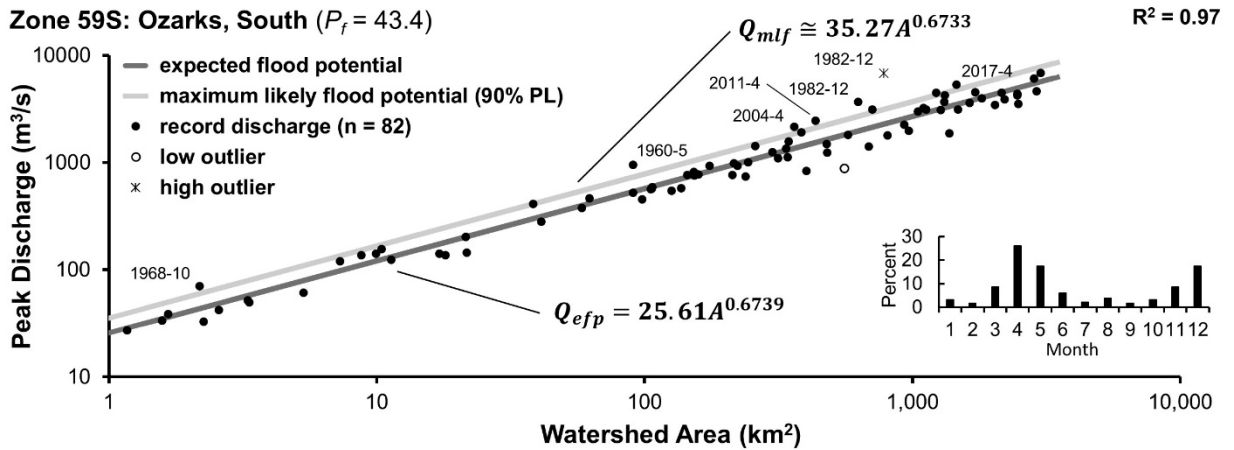 Zone 59S: Ozarks, South (P_f = 43.4)
R² = 0.97
Q_mlf ≅ 35.27A^0.6733
10000
1000
100
10
Peak Discharge (m³/s)
expected flood potential
maximum likely flood potential (90% PL)
record discharge (n = 82)
low outlier
high outlier
1982-12
2011-4
1982-12
2017-4
2004-4
1960-5
1968-10
Q_efp = 25.61A^0.6739
30
20
10
0
Percent
1 2 3 4 5 6 7 8 9 10 11 12
Month
1 10 100 1,000 10,000
Watershed Area (km²)